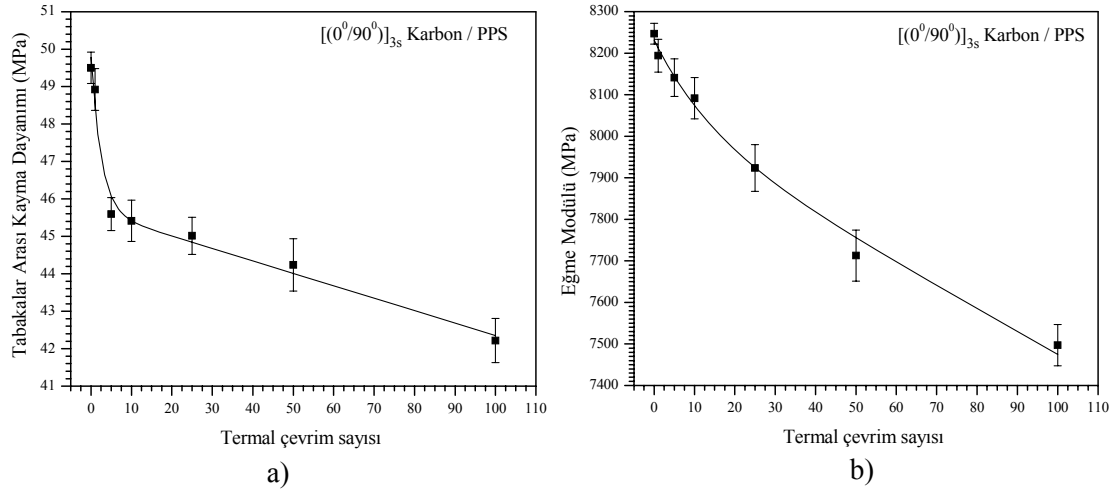 [(0⁰/90⁰)]₃ₛ Karbon / PPS
Tabakalar Arası Kayma Dayanımı (MPa)
51
50
49
48
47
46
45
44
43
42
41
0 10 20 30 40 50 60 70 80 90 100 110
Termal çevrim sayısı
a)
[(0⁰/90⁰)]₃ₛ Karbon / PPS
Eğme Modülü (MPa)
8300
8200
8100
8000
7900
7800
7700
7600
7500
7400
0 10 20 30 40 50 60 70 80 90 100 110
Termal çevrim sayısı
b)